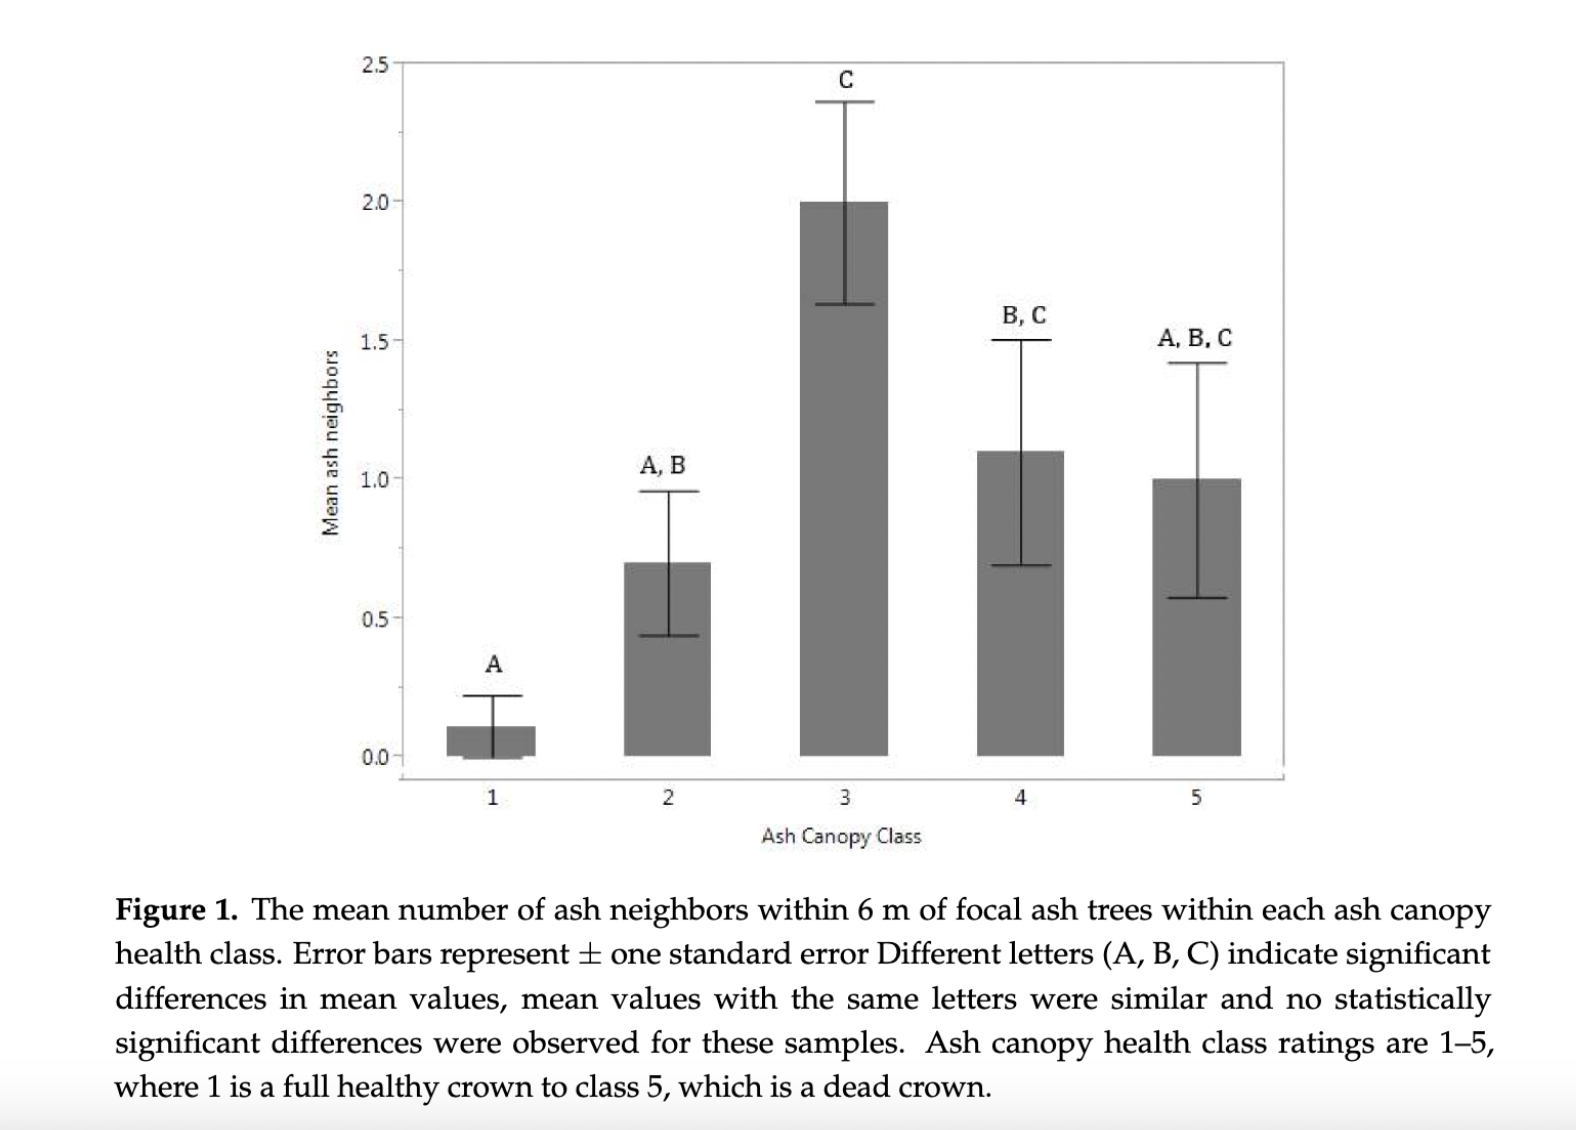 2.5
C
2.0
B, C
1.5
A, B, C
Mean ash neighbors
A, B
1.0
0.5
A
0.0
1 2 3 4 5
Ash Canopy Class
Figure 1. The mean number of ash neighbors within 6 m of focal ash trees within each ash canopy
health class. Error bars represent ± one standard error Different letters (A, B, C) indicate significant
differences in mean values, mean values with the same letters were similar and no statistically
significant differences were observed for these samples. Ash canopy health class ratings are 1–5,
where 1 is a full healthy crown to class 5, which is a dead crown.